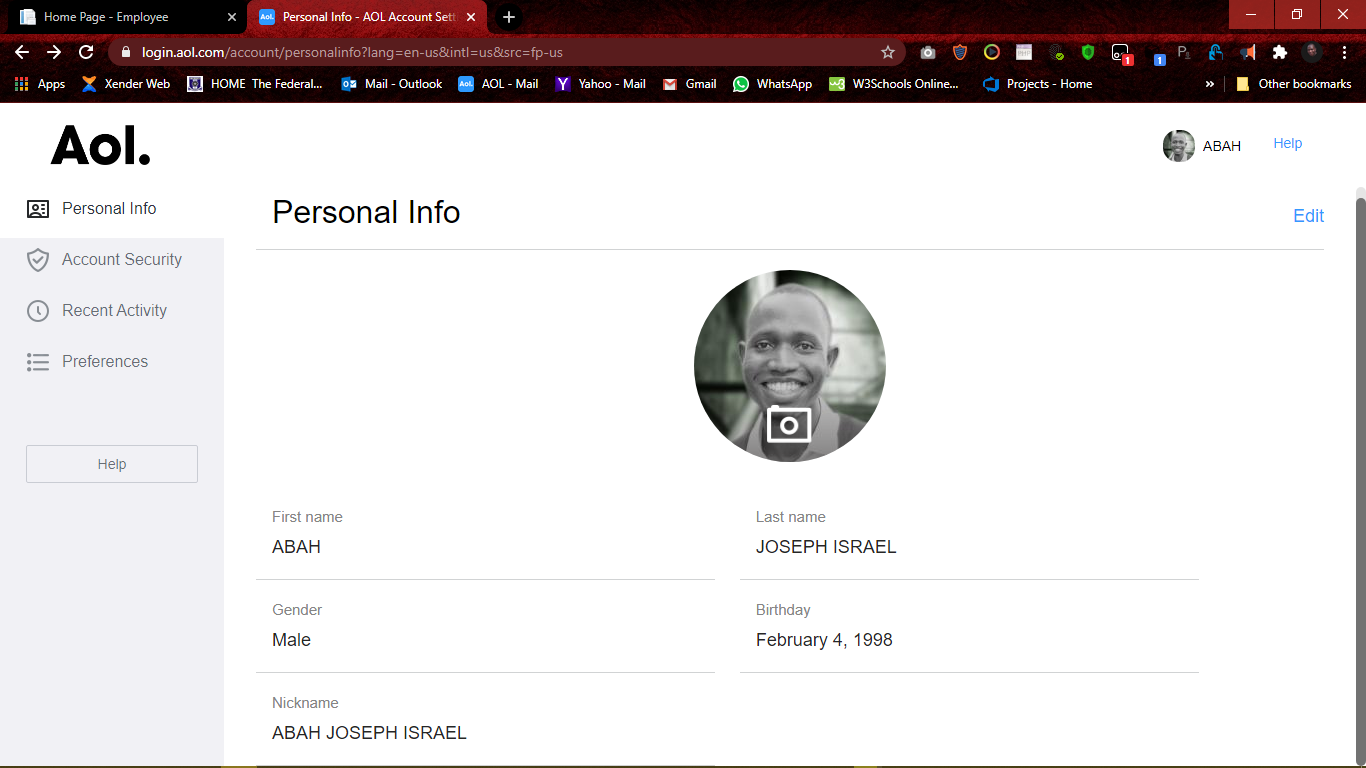 Home Page - Employee
Personal Info - AOL Account Sett
login.aol.com/account/personalinfo?lang=en-us&intl=us&src=fp-us
1
1
Apps
Xender Web
HOME The Federal...
Mail - Outlook
Aol.
AOL - Mail
Yahoo - Mail
Gmail
WhatsApp
W3Schools Online...
Projects - Home
»
Other bookmarks
Aol.
ABAH
Help
Personal Info
Account Security
Recent Activity
Preferences
Help
Personal Info
Edit
First name
ABAH
Last name
JOSEPH ISRAEL
Gender
Male
Birthday
February 4, 1998
Nickname
ABAH JOSEPH ISRAEL